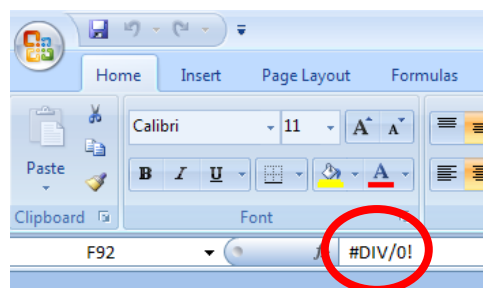 Home Insert Page Layout Formulas
Calibri 11 A A
Paste
B I U A
Clipboard Font
F92 #DIV/0!